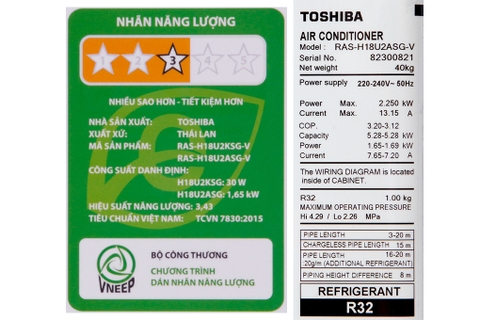 NHÃN NĂNG LƯỢNG
1 2 3 4 5
NHIỀU SAO HƠN - TIẾT KIỆM HƠN
NHÀ SẢN XUẤT: TOSHIBA
XUẤT XỨ: THÁI LAN
MÃ SẢN PHẨM: RAS-H18U2KSG-V
RAS-H18U2ASG-V
CÔNG SUẤT DANH ĐỊNH:
H18U2KSG: 30 W
H18U2ASG: 1,65 kW
HIỆU SUẤT NĂNG LƯỢNG: 3,43
TIÊU CHUẨN VIỆT NAM: TCVN 7830:2015
VNEEP
BỘ CÔNG THƯƠNG
CHƯƠNG TRÌNH
DÁN NHÃN NĂNG LƯỢNG
TOSHIBA
AIR CONDITIONER
Model RAS-H18U2ASG-V
Serial No. 82300821
Net weight 40kg
Power supply 220-240V~ 50Hz
Power Max. 2.250 kW
Current Max. 13.15 A
COP. 3.20-3.12
Capacity 5.28-5.28 kW
Power 1.65-1.69 kW
Current 7.65-7.20 A
The WIRING DIAGRAM is located
inside of CABINET.
R32 1.00 kg
MAXIMUM OPERATING PRESSURE
Hi 4.29 / Lo 2.26 MPa
PIPE LENGTH 3-20 m
CHARGELESS PIPE LENGTH 15 m
PIPE LENGTH 16-20 m
20g/m (ADDITIONAL REFRIGERANT)
PIPING HEIGHT DIFFERENCE 8 m
REFRIGERANT
R32